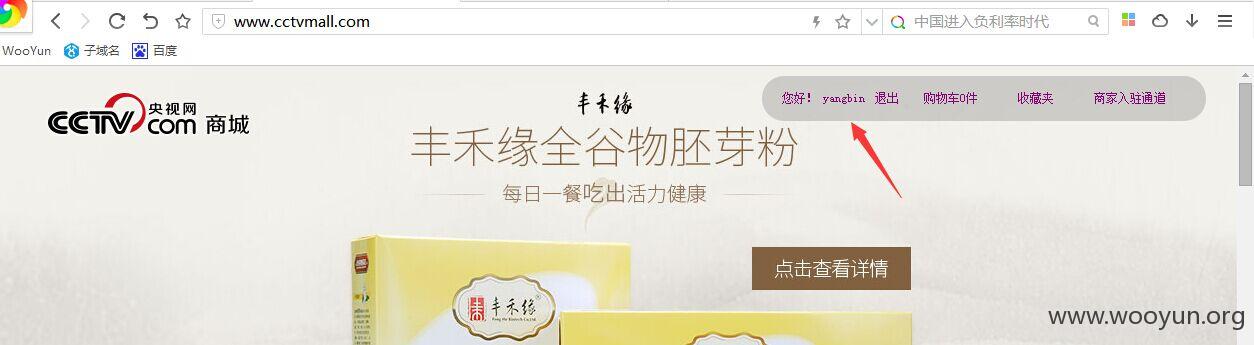 www.cctvmall.com
中国进入负利率时代
WooYun 子域名 百度
CCTV.com 央视网 商城
您好! yangbin 退出 购物车0件 收藏夹 商家入驻通道
丰禾缘
丰禾缘全谷物胚芽粉
每日一餐吃出活力健康
点击查看详情
丰禾缘
www.wooyun.org